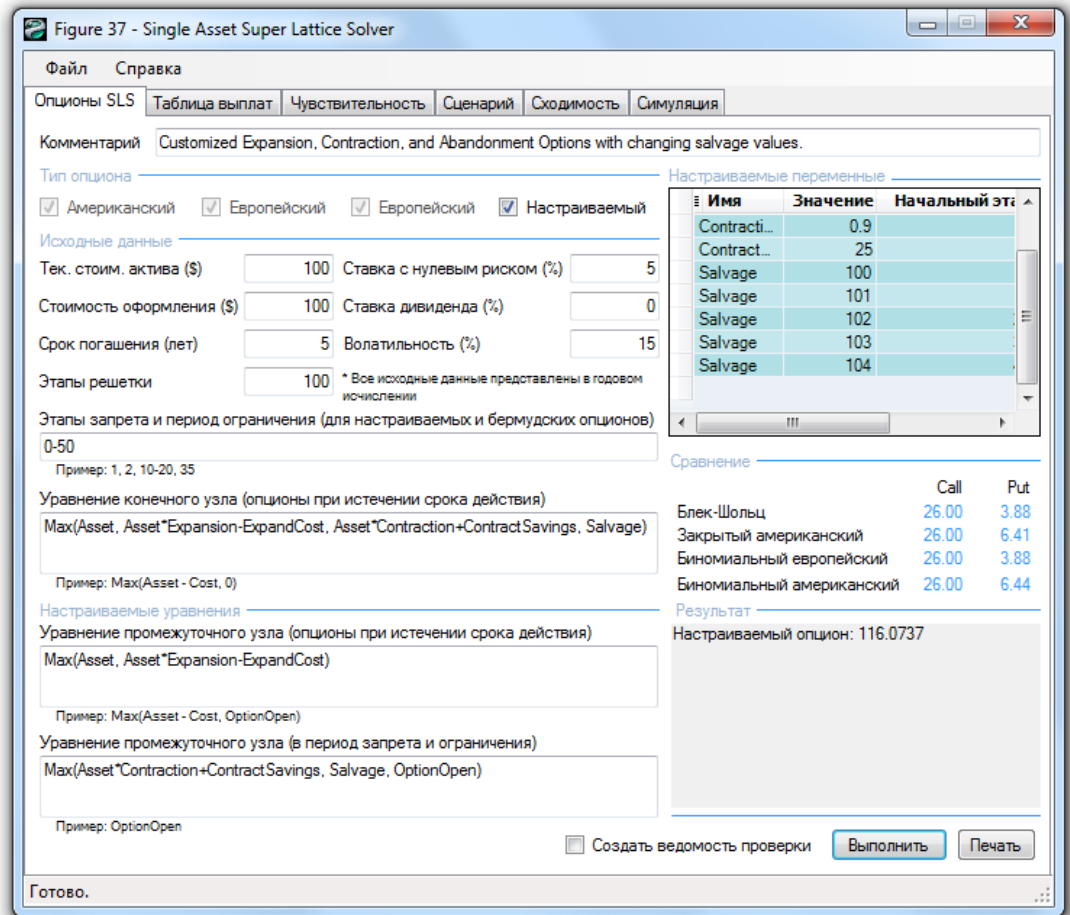 Figure 37 - Single Asset Super Lattice Solver
Файл Справка
Опционы SLS Таблица выплат Чувствительность Сценарий Сходимость Симуляция
Комментарий Customized Expansion, Contraction, and Abandonment Options with changing salvage values.
Тип опциона
Американский Европейский Европейский Настраиваемый
Исходные данные
Тек. стоим. актива ($) 100 Ставка с нулевым риском (%) 5
Стоимость оформления ($) 100 Ставка дивиденда (%) 0
Срок погашения (лет) 5 Волатильность (%) 15
Этапы решетки 100 * Все исходные данные представлены в годовом
исчислении
Этапы запрета и период ограничения (для настраиваемых и бермудских опционов)
0-50
Пример: 1, 2, 10-20, 35
Уравнение конечного узла (опционы при истечении срока действия)
Max(Asset, Asset*Expansion-ExpandCost, Asset*Contraction+ContractSavings, Salvage)
Пример: Max(Asset - Cost, 0)
Настраиваемые уравнения
Уравнение промежуточного узла (опционы при истечении срока действия)
Max(Asset, Asset*Expansion-ExpandCost)
Пример: Max(Asset - Cost, OptionOpen)
Уравнение промежуточного узла (в период запрета и ограничения)
Max(Asset*Contraction+ContractSavings, Salvage, OptionOpen)
Пример: OptionOpen
Настраиваемые переменные
Имя Значение Начальный эта
Contracti... 0.9
Contract... 25
Salvage 100
Salvage 101
Salvage 102
Salvage 103
Salvage 104
Сравнение
Call Put
Блек-Шольц 26.00 3.88
Закрытый американский 26.00 6.41
Биномиальный европейский 26.00 3.88
Биномиальный американский 26.00 6.44
Результат
Настраиваемый опцион: 116.0737
Создать ведомость проверки Выполнить Печать
Готово.